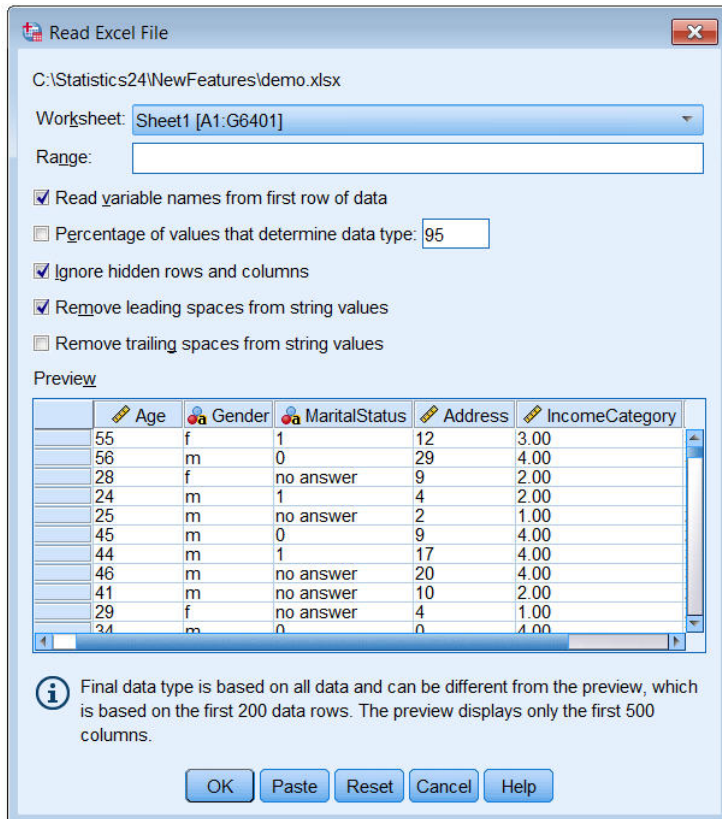 Read Excel File
C:\Statistics24\NewFeatures\demo.xlsx
Worksheet: Sheet1 [A1:G6401]
Range:
Read variable names from first row of data
Percentage of values that determine data type: 95
Ignore hidden rows and columns
Remove leading spaces from string values
Remove trailing spaces from string values
Preview
Age Gender MaritalStatus Address IncomeCategory
55 f 1 12 3.00
56 m 0 29 4.00
28 f no answer 9 2.00
24 m 1 4 2.00
25 m no answer 2 1.00
45 m 0 9 4.00
44 m 1 17 4.00
46 m no answer 20 4.00
41 m no answer 10 2.00
29 f no answer 4 1.00
34 m 0 0 4.00
Final data type is based on all data and can be different from the preview, which
is based on the first 200 data rows. The preview displays only the first 500
columns.
OK Paste Reset Cancel Help